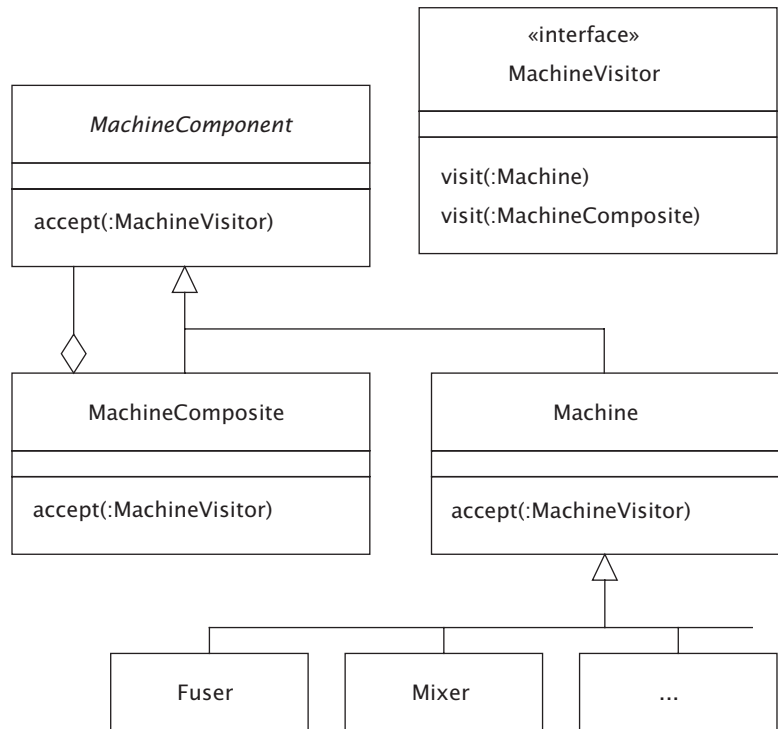 «interface»
MachineVisitor
visit(:Machine)
visit(:MachineComposite)
MachineComponent
accept(:MachineVisitor)
MachineComposite
accept(:MachineVisitor)
Machine
accept(:MachineVisitor)
Fuser
Mixer
...